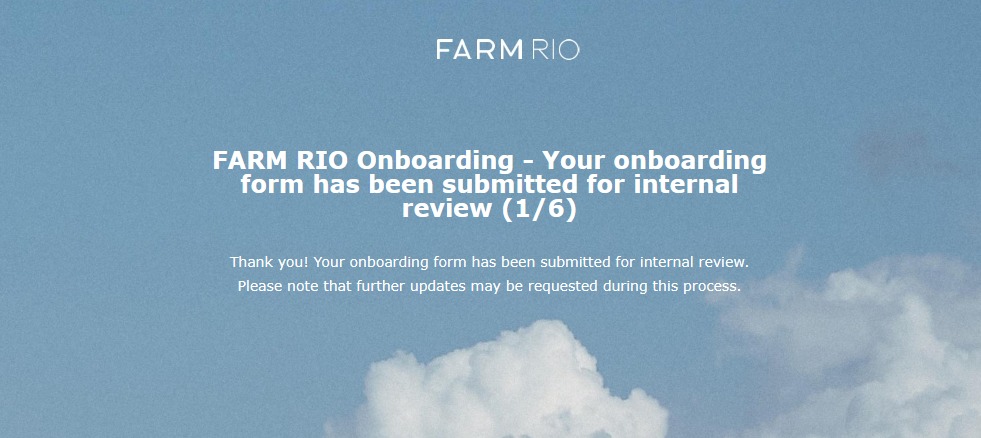 FARM RIO
FARM RIO Onboarding - Your onboarding
form has been submitted for internal
review (1/6)
Thank you! Your onboarding form has been submitted for internal review.
Please note that further updates may be requested during this process.